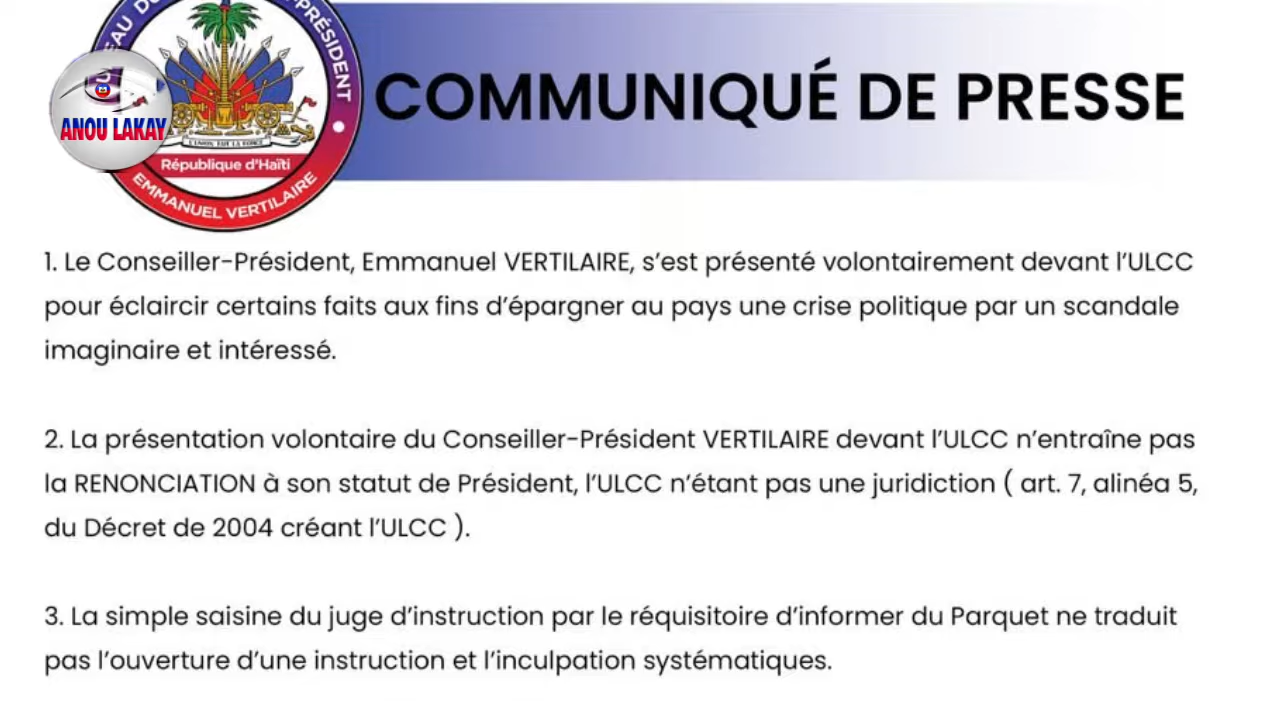 EAU DU
PRÉSIDENT
ANOU LAKAY
L'UNION FAIT LA FORCE
République d'Haïti
EMMANUEL VERTILAIRE
COMMUNIQUÉ DE PRESSE
1. Le Conseiller-Président, Emmanuel VERTILAIRE, s'est présenté volontairement devant l'ULCC
pour éclaircir certains faits aux fins d'épargner au pays une crise politique par un scandale
imaginaire et intéressé.
2. La présentation volontaire du Conseiller-Président VERTILAIRE devant l'ULCC n'entraîne pas
la RENONCIATION à son statut de Président, l'ULCC n'étant pas une juridiction ( art. 7, alinéa 5,
du Décret de 2004 créant l'ULCC ).
3. La simple saisine du juge d'instruction par le réquisitoire d'informer du Parquet ne traduit
pas l'ouverture d'une instruction et l'inculpation systématiques.